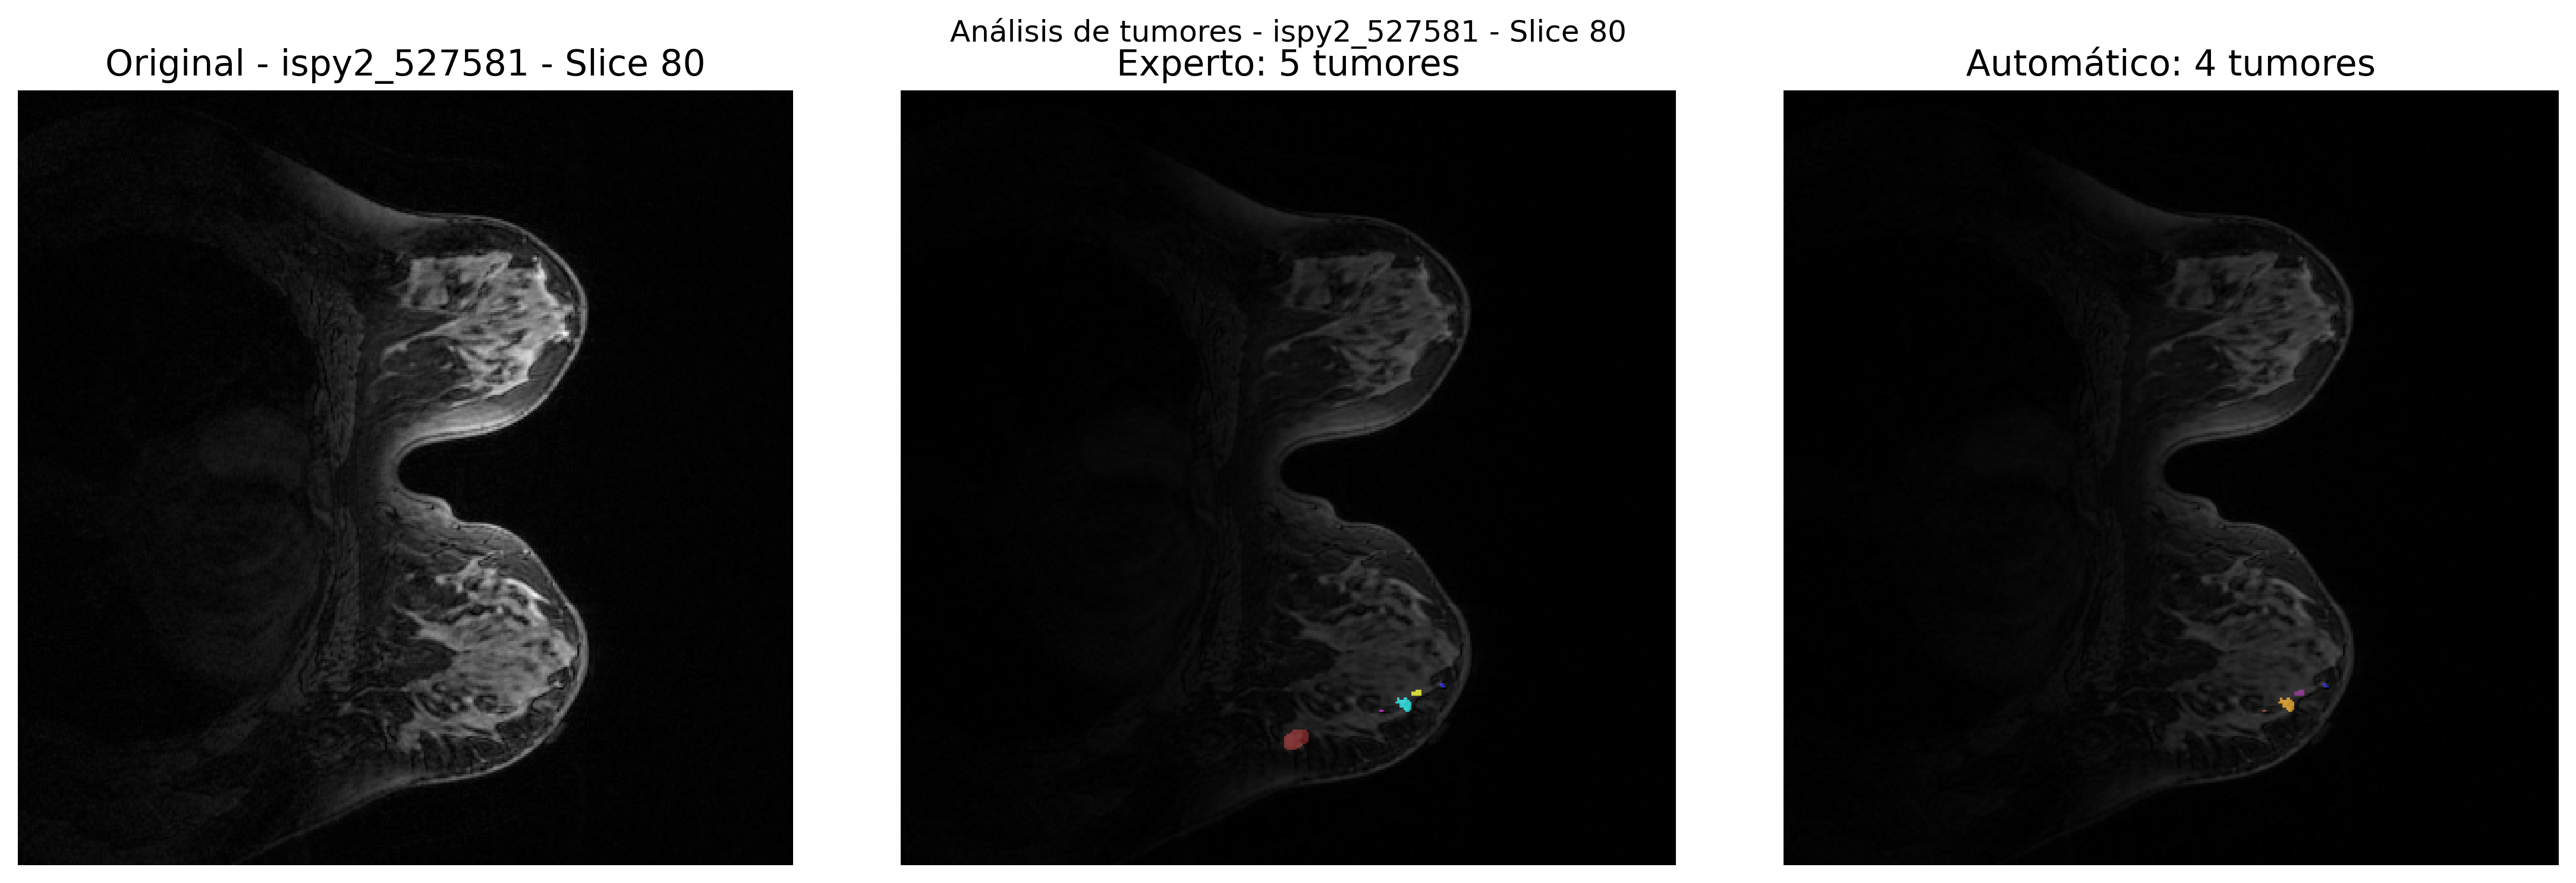 Análisis de tumores - ispy2_527581 - Slice 80
Original - ispy2_527581 - Slice 80
Experto: 5 tumores
Automático: 4 tumores